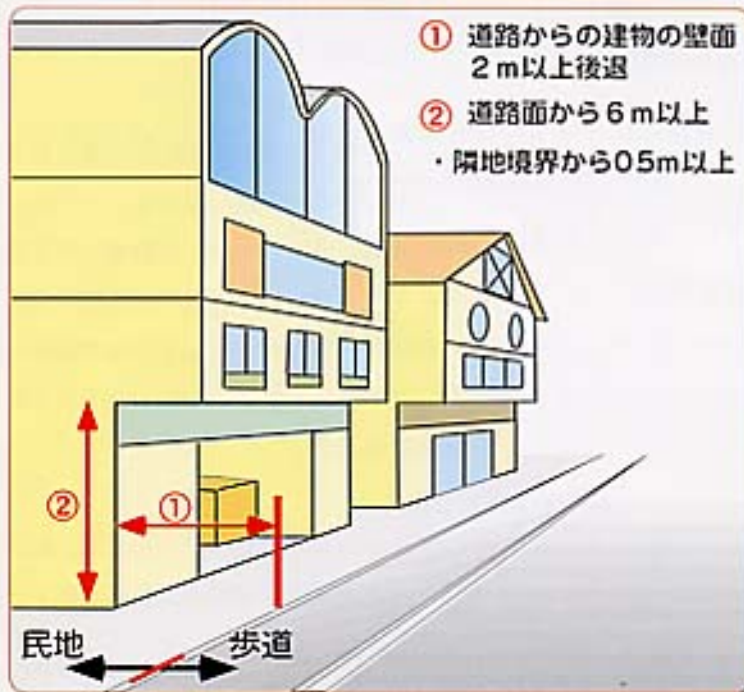 ① 道路からの建物の壁面
２ｍ以上後退
② 道路面から６ｍ以上
・隣地境界から05m以上
②
①
民地
歩道